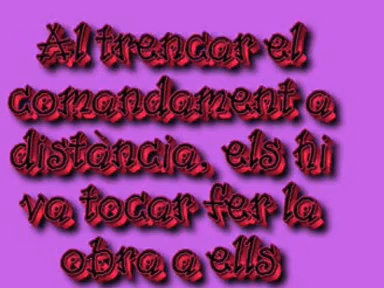 Al trencar el
comandament a
distància, els hi
va tocar fer la
obra a ells